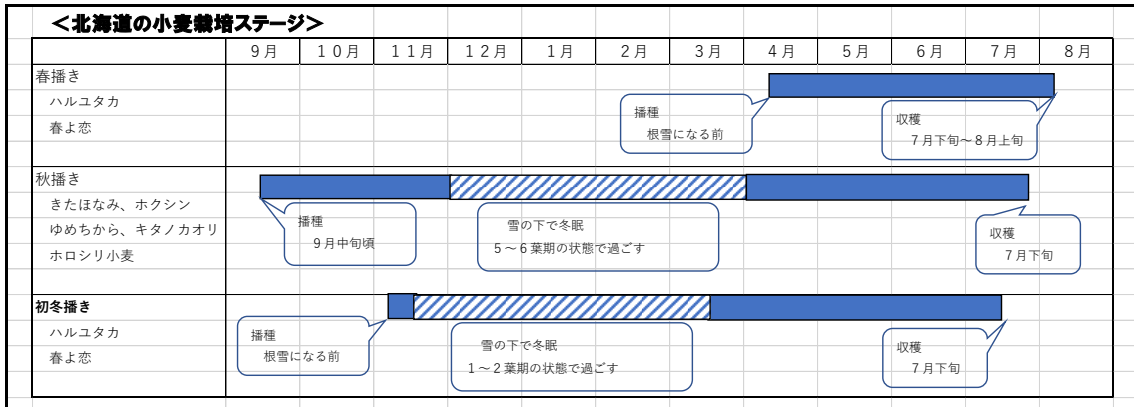 ＜北海道の小麦栽培ステージ＞
9月 10月 11月 12月 1月 2月 3月 4月 5月 6月 7月 8月
春播き
ハルユタカ
春よ恋
播種
根雪になる前
収穫
7月下旬～8月上旬
秋播き
きたほなみ、ホクシン
ゆめちから、キタノカオリ
ホロシリ小麦
播種
9月中旬頃
雪の下で冬眠
5～6葉期の状態で過ごす
収穫
7月下旬
初冬播き
ハルユタカ
春よ恋
播種
根雪になる前
雪の下で冬眠
1～2葉期の状態で過ごす
収穫
7月下旬